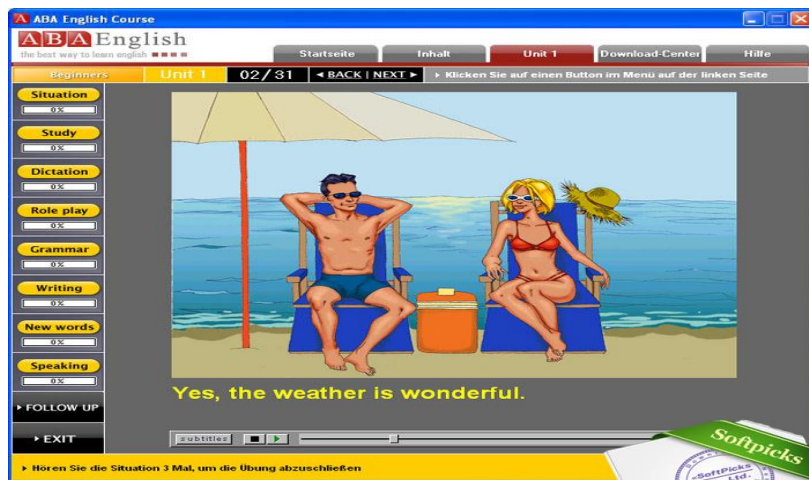 ABA English Course
ABA English
the best way to learn english
Startseite Inhalt Unit 1 Download-Center Hilfe
Beginners Unit 1 02/31 ◄ BACK | NEXT ► ▸ Klicken Sie auf einen Button im Menü auf der linken Seite
Situation
0%
Study
0%
Dictation
0%
Role play
0%
Grammar
0%
Writing
0%
New words
0%
Speaking
0%
▸ FOLLOW UP
▸ EXIT
Yes, the weather is wonderful.
subtitles
▸ Hören Sie die Situation 3 Mal, um die Übung abzuschließen
Softpicks
SoftPicks
Ltd.